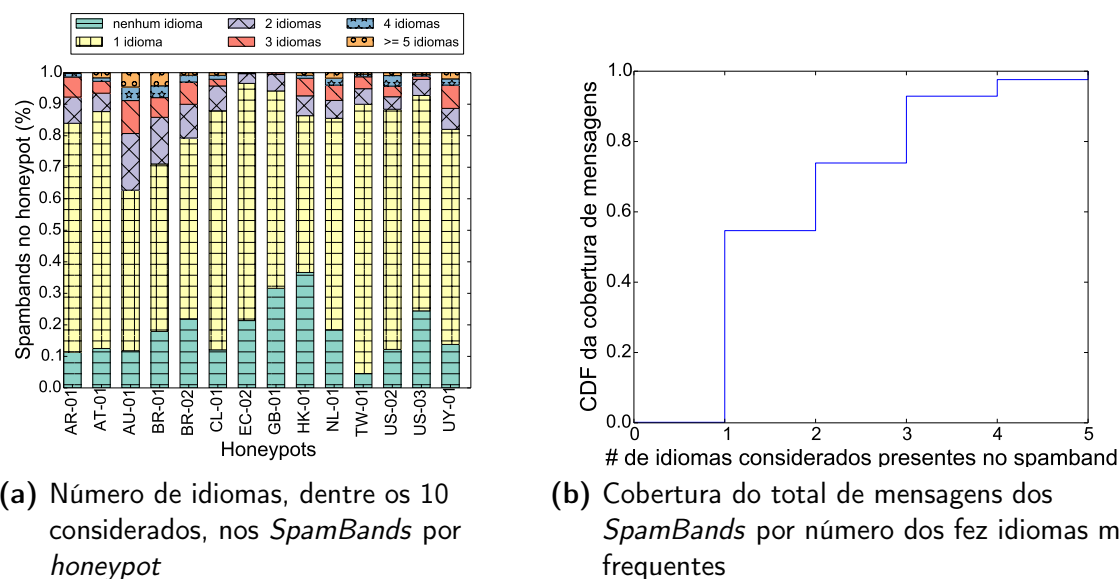 nenhum idioma 2 idiomas 4 idiomas
1 idioma 3 idiomas >= 5 idiomas
Spambands no honeypot (%)
1.0
0.9
0.8
0.7
0.6
0.5
0.4
0.3
0.2
0.1
0.0
AR-01 AT-01 AU-01 BR-01 BR-02 CL-01 EC-02 GB-01 HK-01 NL-01 TW-01 US-02 US-03 UY-01
Honeypots
(a) Número de idiomas, dentre os 10
considerados, nos SpamBands por
honeypot
CDF da cobertura de mensagens
1.0
0.8
0.6
0.4
0.2
0.0
0 1 2 3 4 5
# de idiomas considerados presentes no spamband
(b) Cobertura do total de mensagens dos
SpamBands por número dos fez idiomas m
frequentes